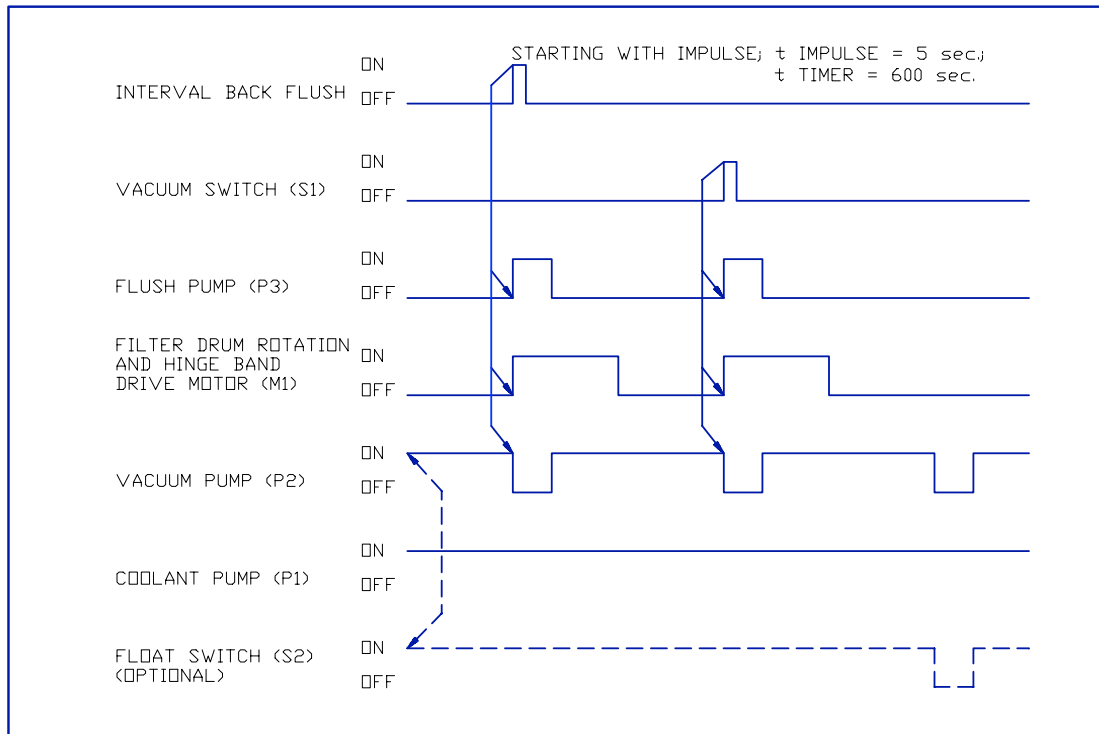 STARTING WITH IMPULSE; t IMPULSE = 5 sec.;
t TIMER = 600 sec.
ON
INTERVAL BACK FLUSH
OFF
ON
VACUUM SWITCH (S1)
OFF
ON
FLUSH PUMP (P3)
OFF
FILTER DRUM ROTATION
ON
AND HINGE BAND
DRIVE MOTOR (M1)
OFF
ON
VACUUM PUMP (P2)
OFF
ON
COOLANT PUMP (P1)
OFF
ON
FLOAT SWITCH (S2)
(OPTIONAL)
OFF